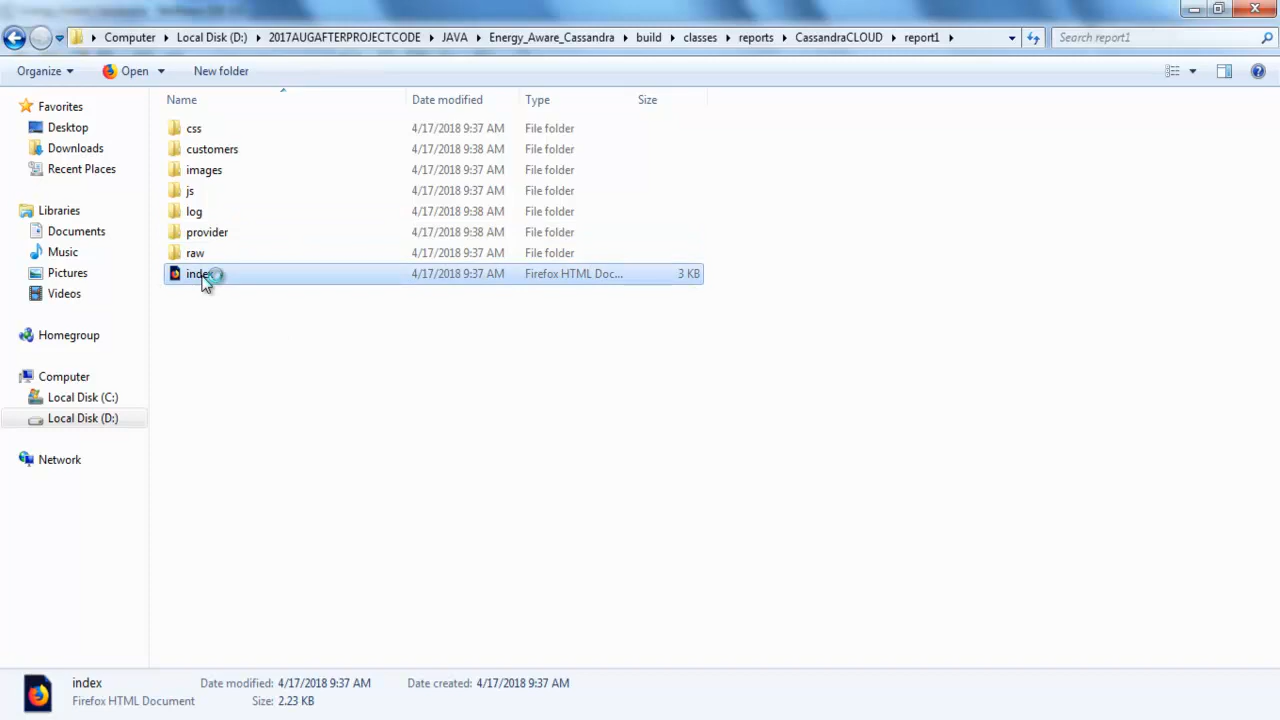 Computer Local Disk (D:) 2017AUGAFTERPROJECTCODE JAVA Energy_Aware_Cassandra build classes reports CassandraCLOUD report1 Search report1
Organize Open New folder
Name Date modified Type Size
Favorites
Desktop
Downloads
Recent Places
Libraries
Documents
Music
Pictures
Videos
Homegroup
Computer
Local Disk (C:)
Local Disk (D:)
Network
css 4/17/2018 9:37 AM File folder
customers 4/17/2018 9:38 AM File folder
images 4/17/2018 9:37 AM File folder
js 4/17/2018 9:37 AM File folder
log 4/17/2018 9:38 AM File folder
provider 4/17/2018 9:38 AM File folder
raw 4/17/2018 9:37 AM File folder
index 4/17/2018 9:37 AM Firefox HTML Doc... 3 KB
index Date modified: 4/17/2018 9:37 AM Date created: 4/17/2018 9:37 AM
Firefox HTML Document Size: 2.23 KB